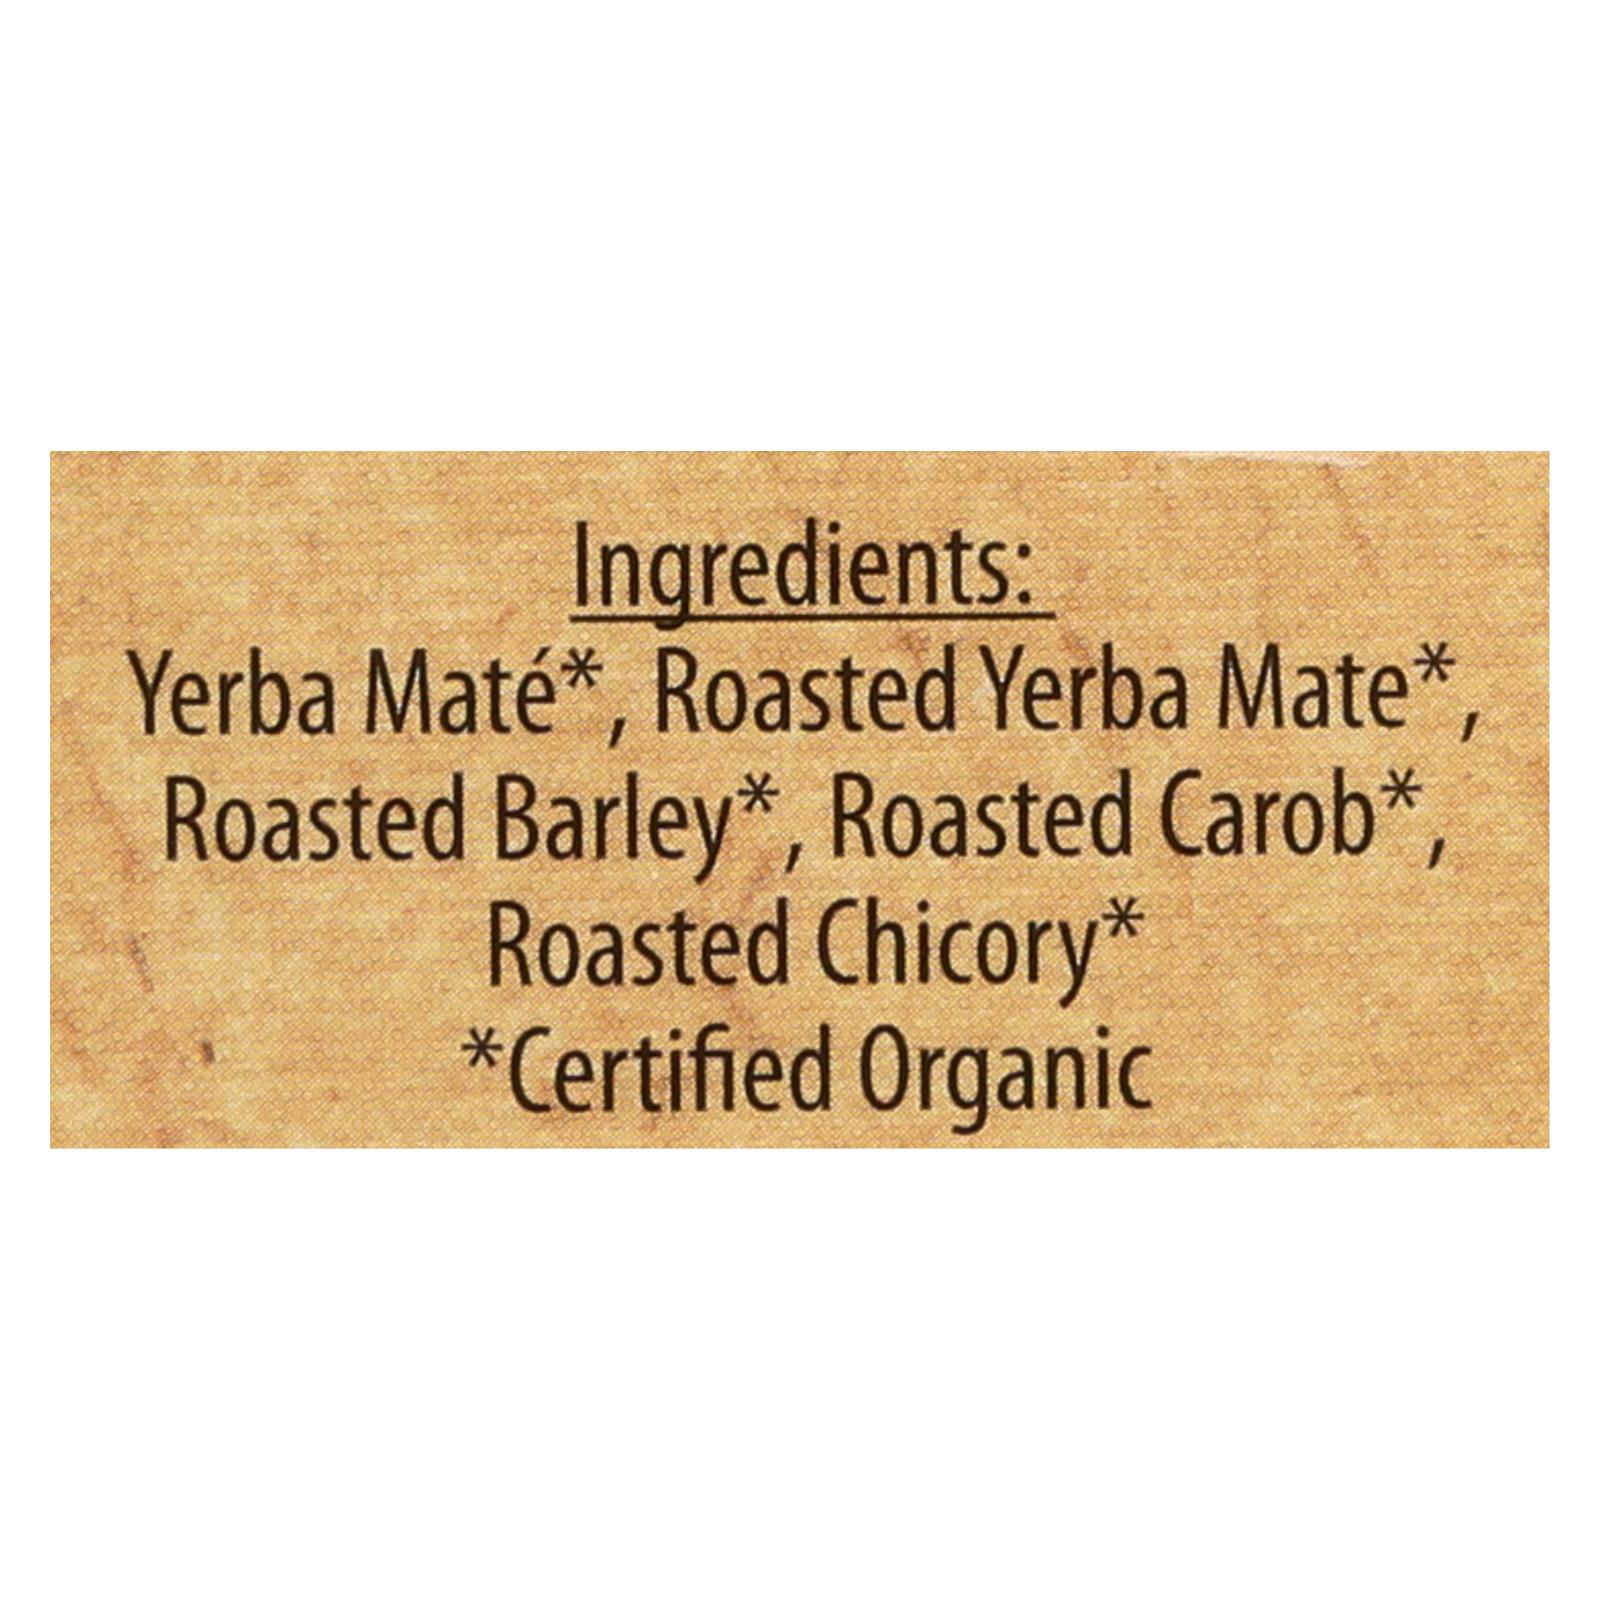 Ingredients:
Yerba Maté*, Roasted Yerba Mate*,
Roasted Barley*, Roasted Carob*,
Roasted Chicory*
*Certified Organic